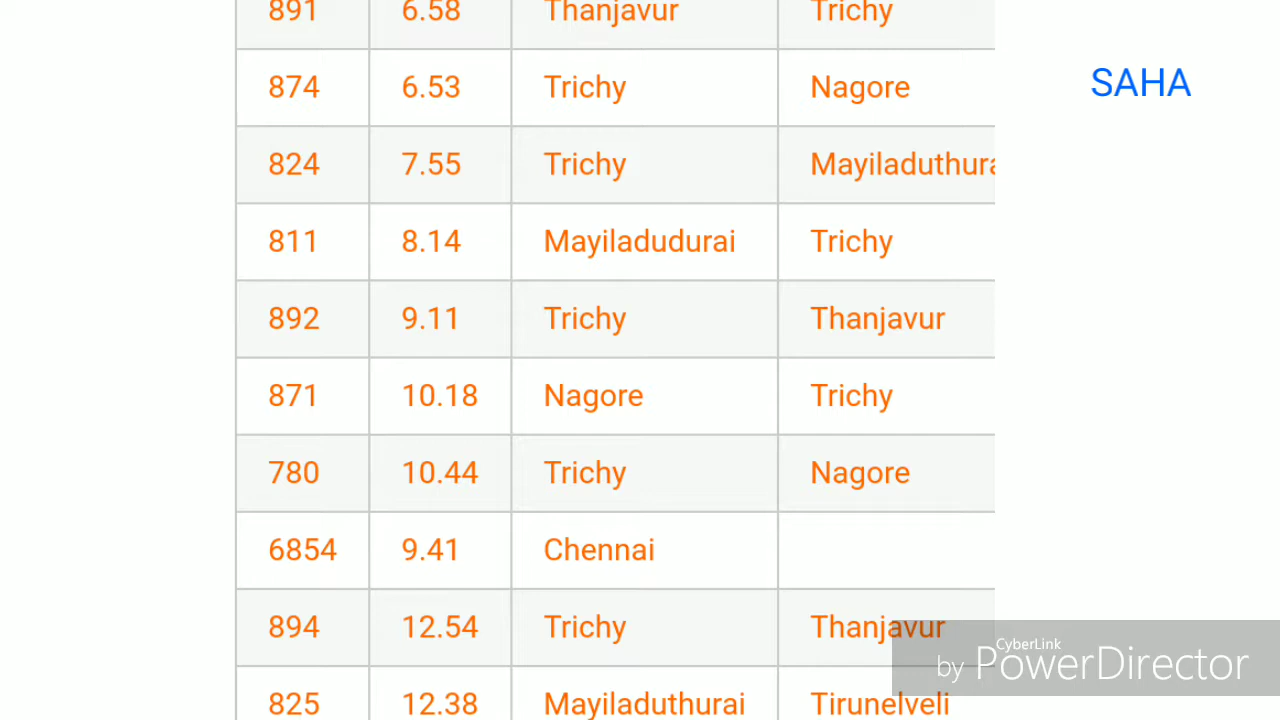 891 6.58 Thanjavur Trichy
874 6.53 Trichy Nagore
SAHA
824 7.55 Trichy Mayiladuthura
811 8.14 Mayiladudurai Trichy
892 9.11 Trichy Thanjavur
871 10.18 Nagore Trichy
780 10.44 Trichy Nagore
6854 9.41 Chennai
894 12.54 Trichy Thanjavur
CyberLink
by PowerDirector
825 12.38 Mayiladuthurai Tirunelveli